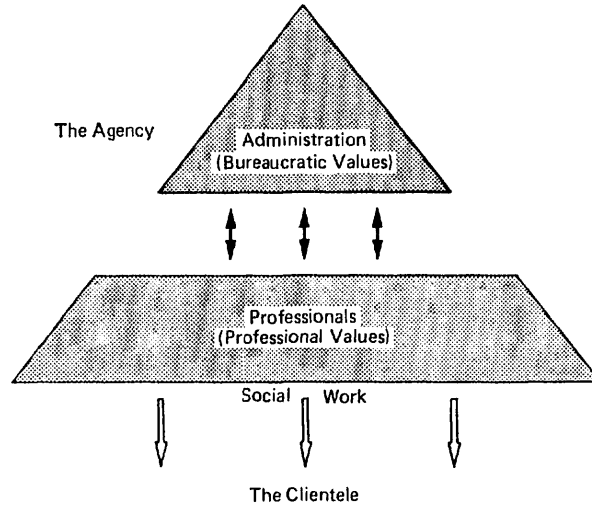 The Agency
Administration
(Bureaucratic Values)
Professionals
(Professional Values)
Social Work
The Clientele